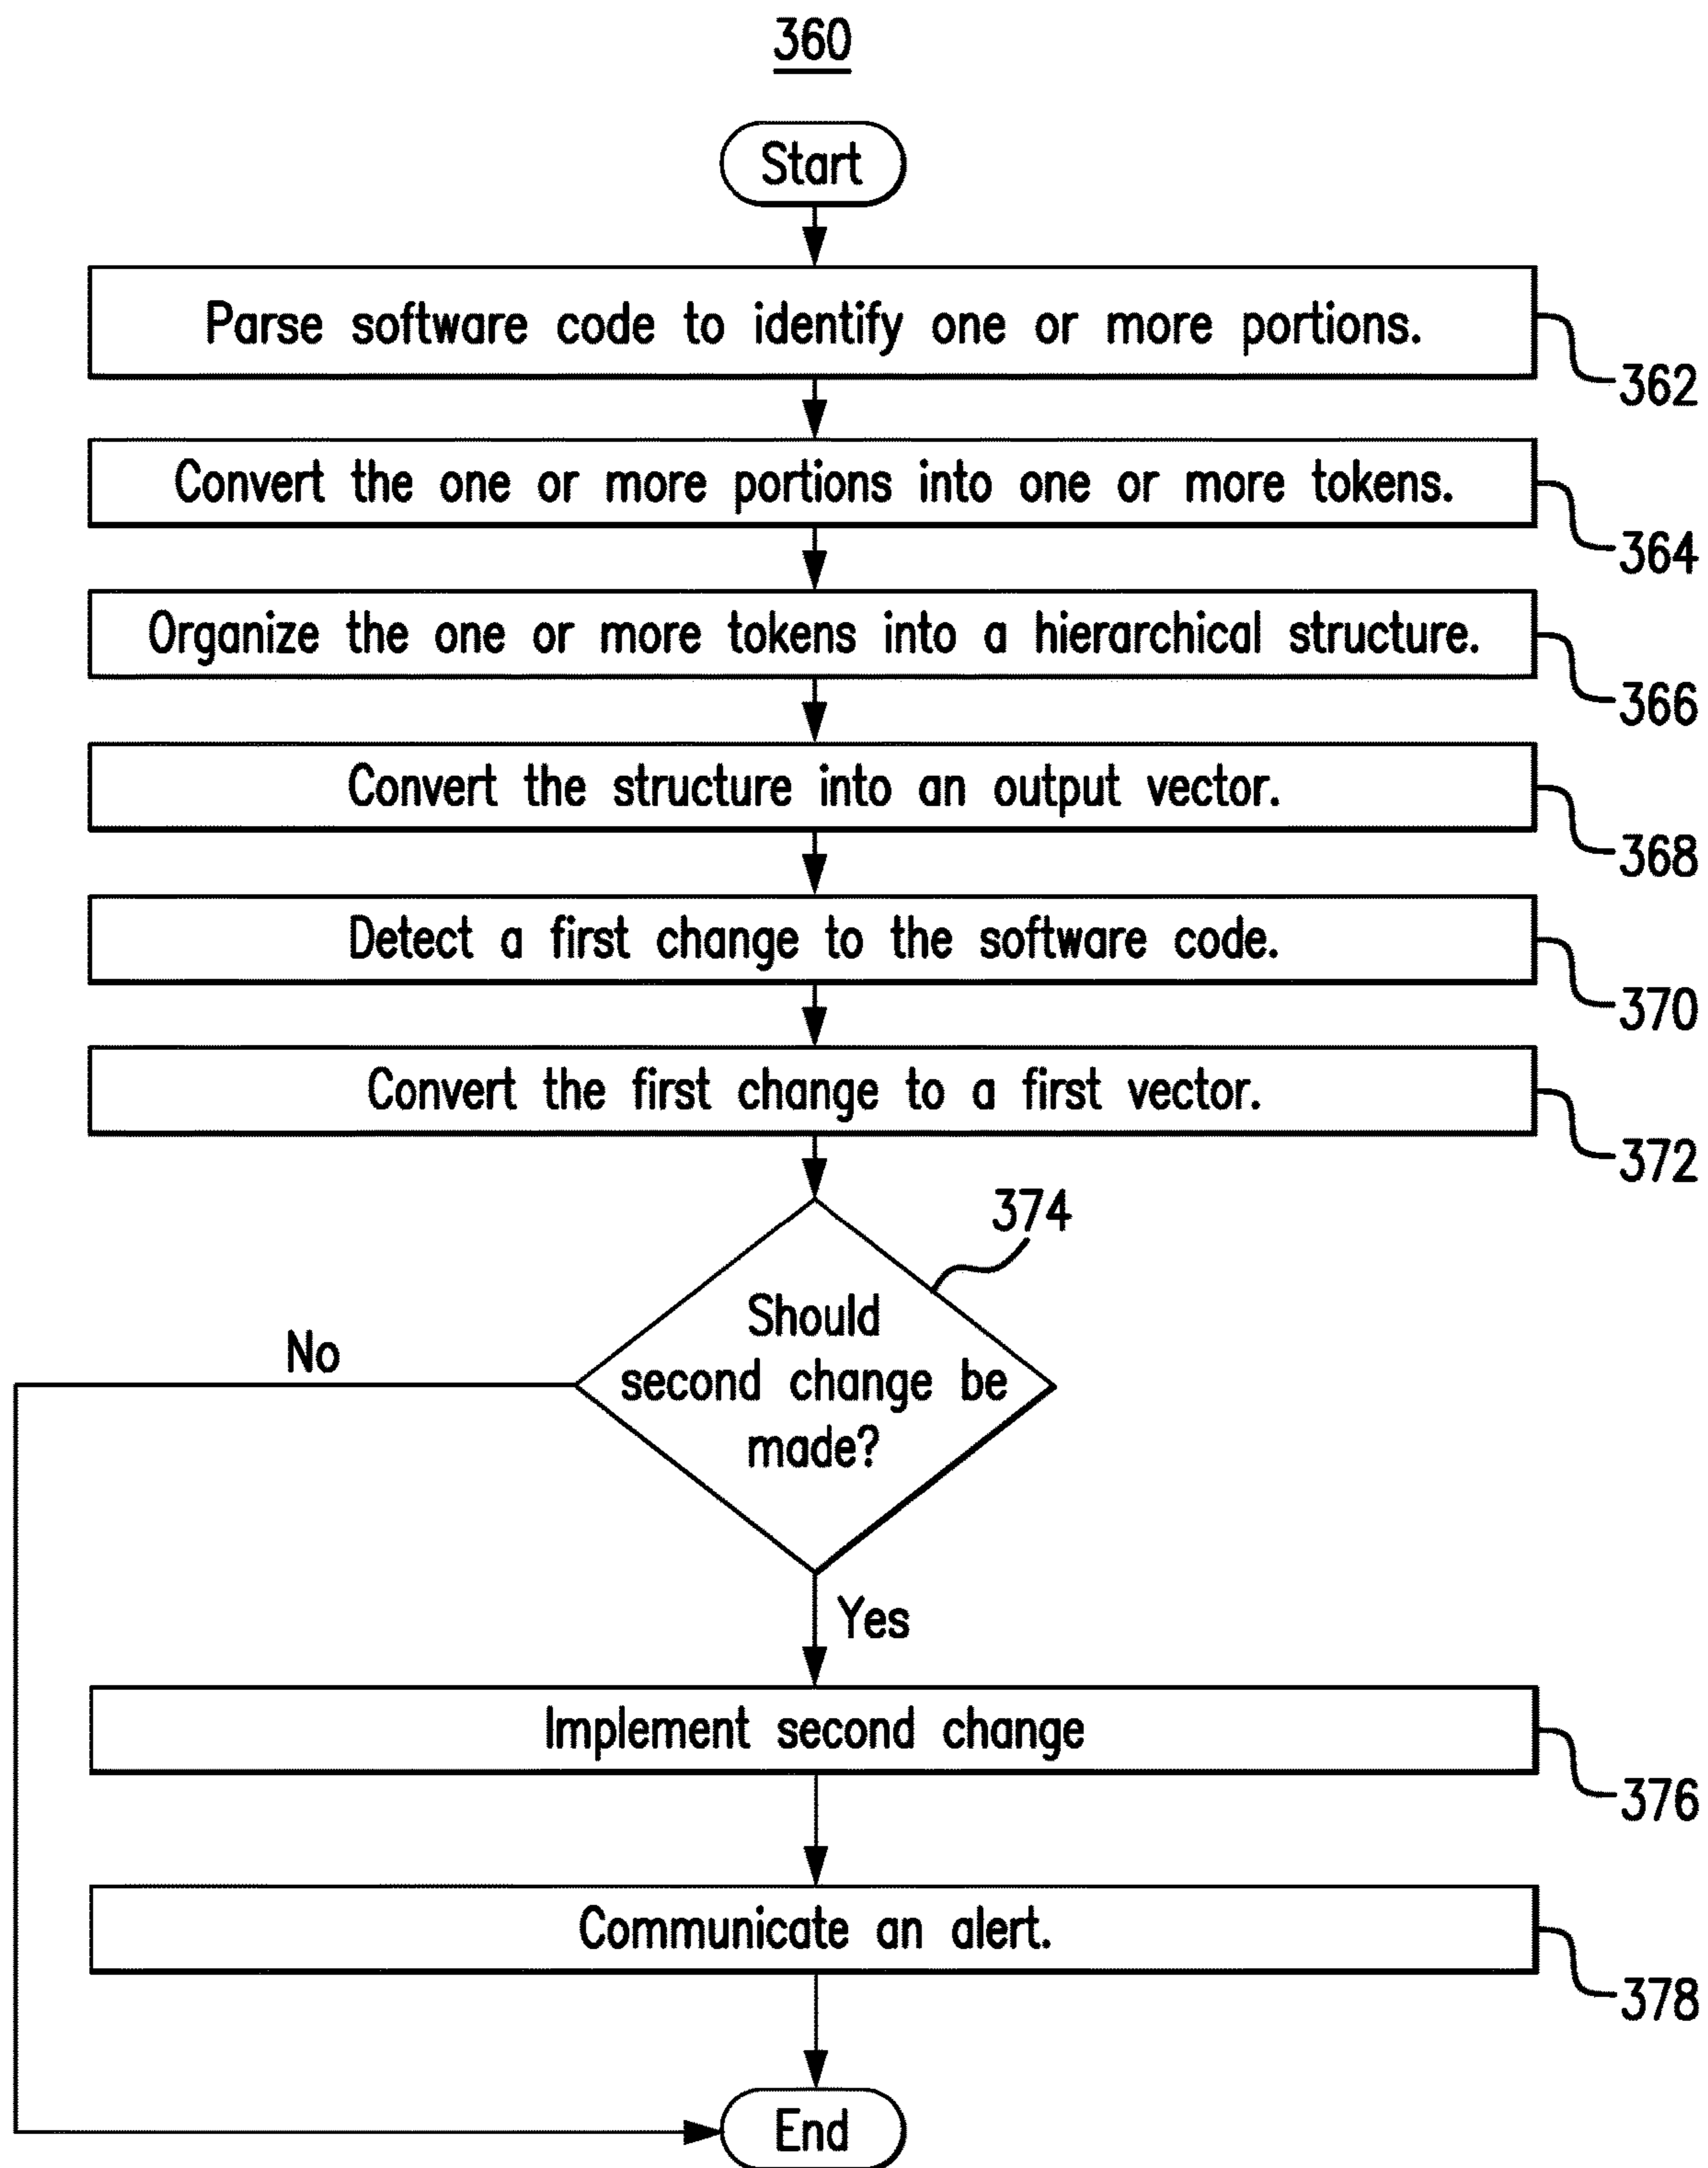 360
Start
Parse software code to identify one or more portions.
362
Convert the one or more portions into one or more tokens.
364
Organize the one or more tokens into a hierarchical structure.
366
Convert the structure into an output vector.
368
Detect a first change to the software code.
370
Convert the first change to a first vector.
372
374
Should
second change be
made?
No
Yes
Implement second change
376
Communicate an alert.
378
End